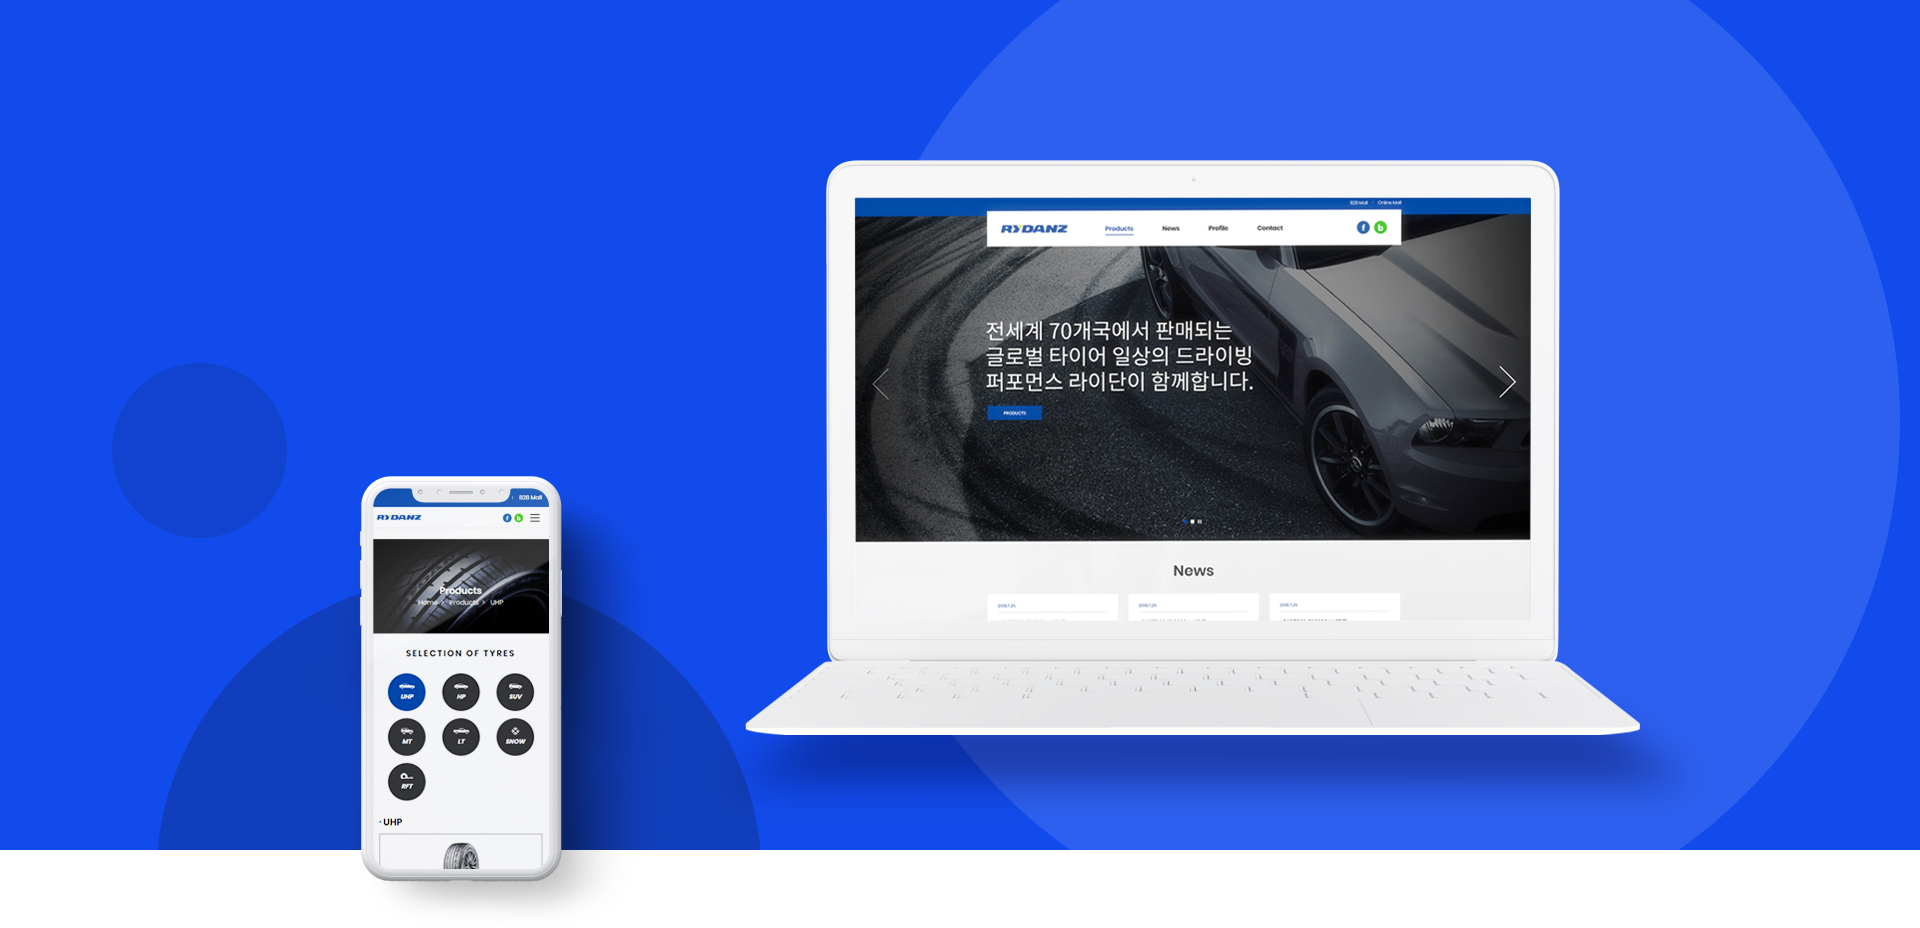 B2B Mall | Online Mall
RYDANZ Products News Profile Contact f b
전세계 70개국에서 판매되는
글로벌 타이어 일상의 드라이빙
퍼포먼스 라이단이 함께합니다.
PRODUCTS
News
| B2B Mall
RYDANZ f b
Products
Home > Products > UHP
SELECTION OF TYRES
UHP HP SUV
MT LT SNOW
RFT
· UHP